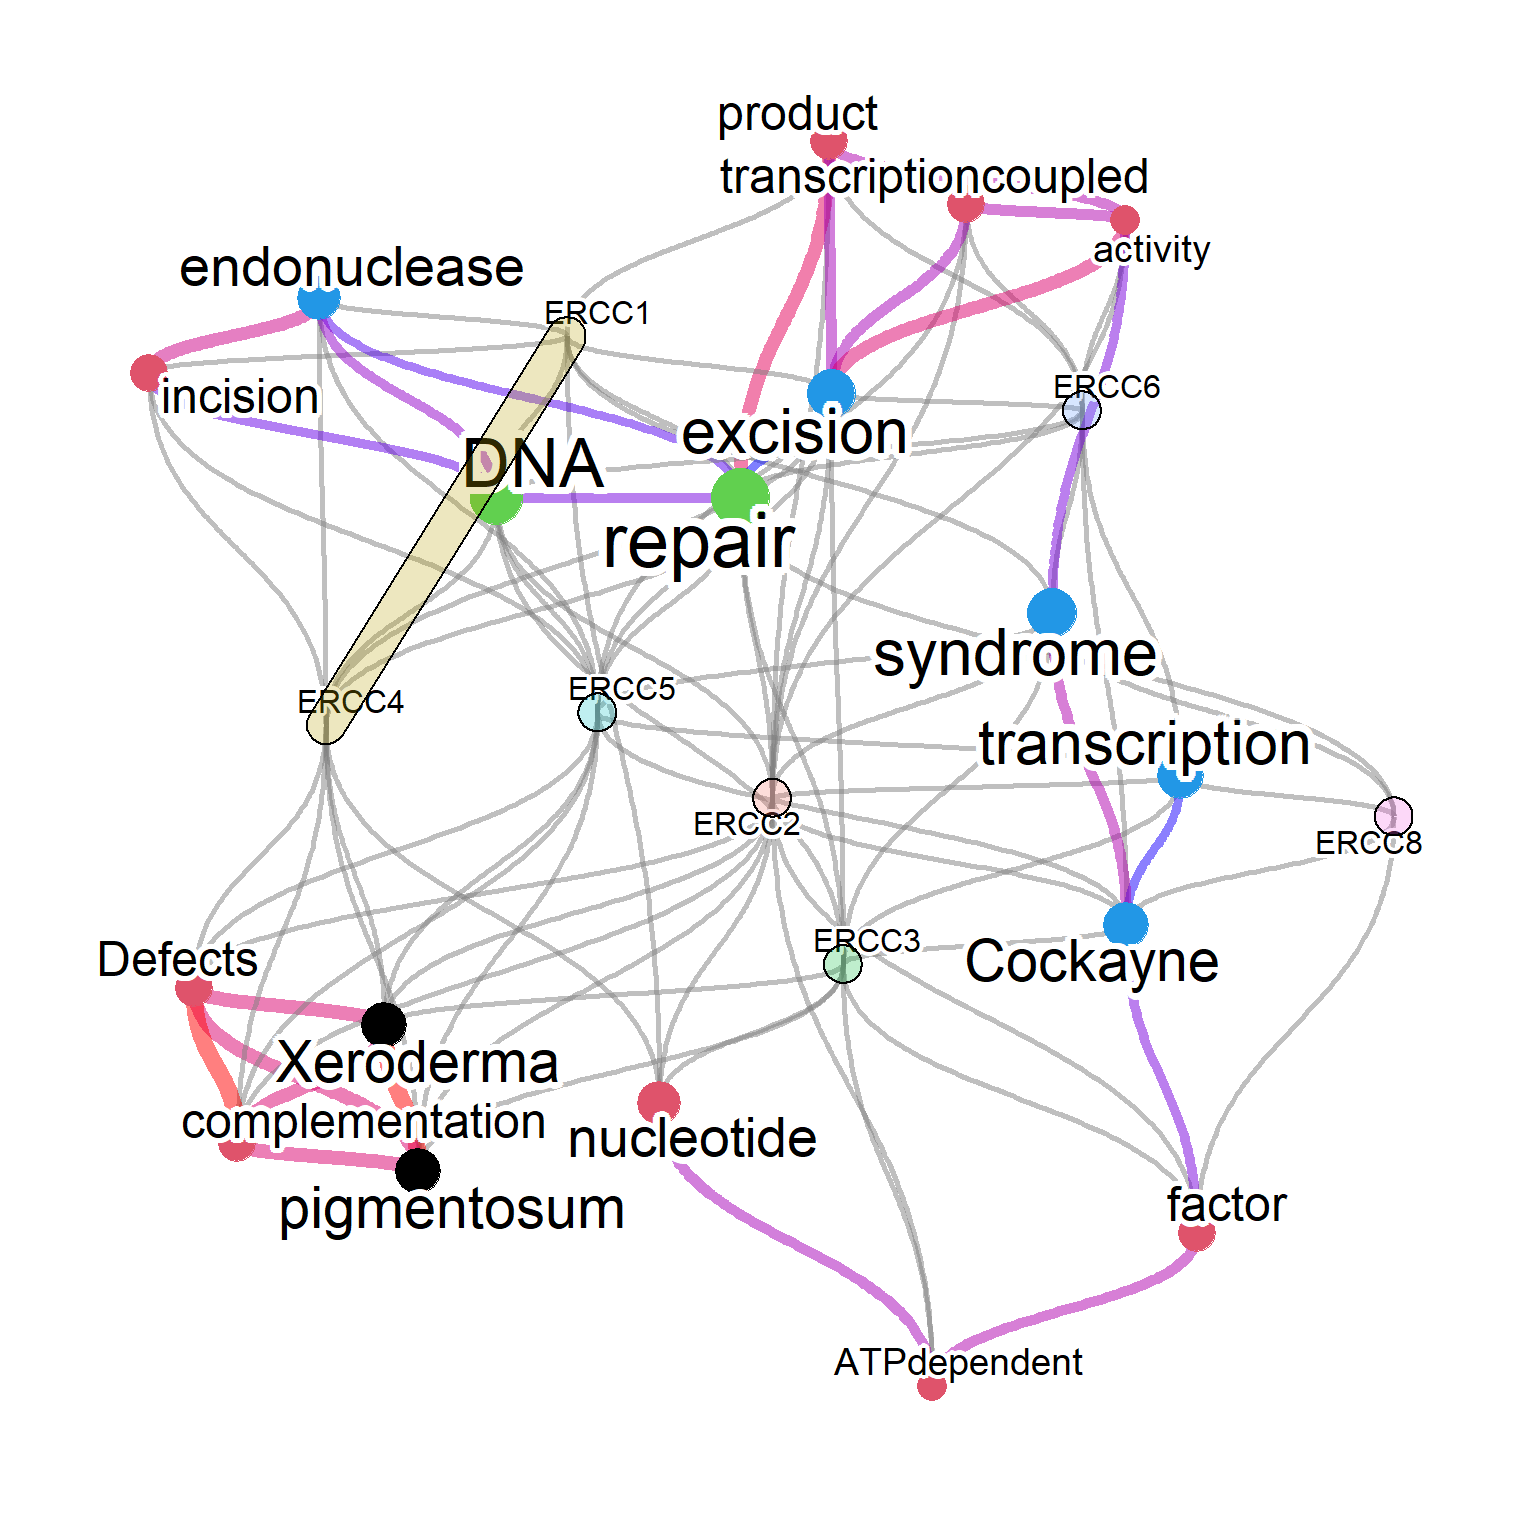 product
transcriptioncoupled
activity
endonuclease
ERCC1
incision
ERCC6
excision
DNA
repair
syndrome
ERCC4
ERCC5
transcription
ERCC2
ERCC8
ERCC3
Defects
Cockayne
Xeroderma
complementation
nucleotide
pigmentosum
factor
ATPdependent